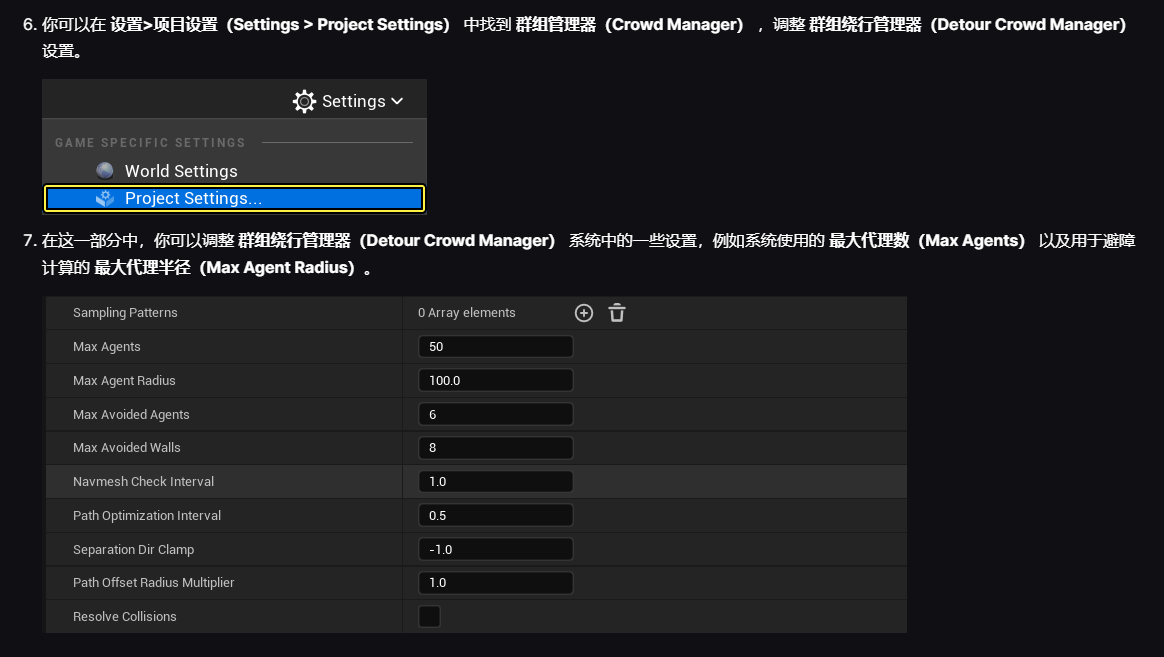 6. 你可以在 设置>项目设置（Settings > Project Settings） 中找到 群组管理器（Crowd Manager） ，调整 群组绕行管理器（Detour Crowd Manager）
设置。
Settings
GAME SPECIFIC SETTINGS
World Settings
Project Settings...
7. 在这一部分中，你可以调整 群组绕行管理器（Detour Crowd Manager） 系统中的一些设置，例如系统使用的 最大代理数（Max Agents） 以及用于避障
计算的 最大代理半径（Max Agent Radius）。
Sampling Patterns 0 Array elements
Max Agents 50
Max Agent Radius 100.0
Max Avoided Agents 6
Max Avoided Walls 8
Navmesh Check Interval 1.0
Path Optimization Interval 0.5
Separation Dir Clamp -1.0
Path Offset Radius Multiplier 1.0
Resolve Collisions